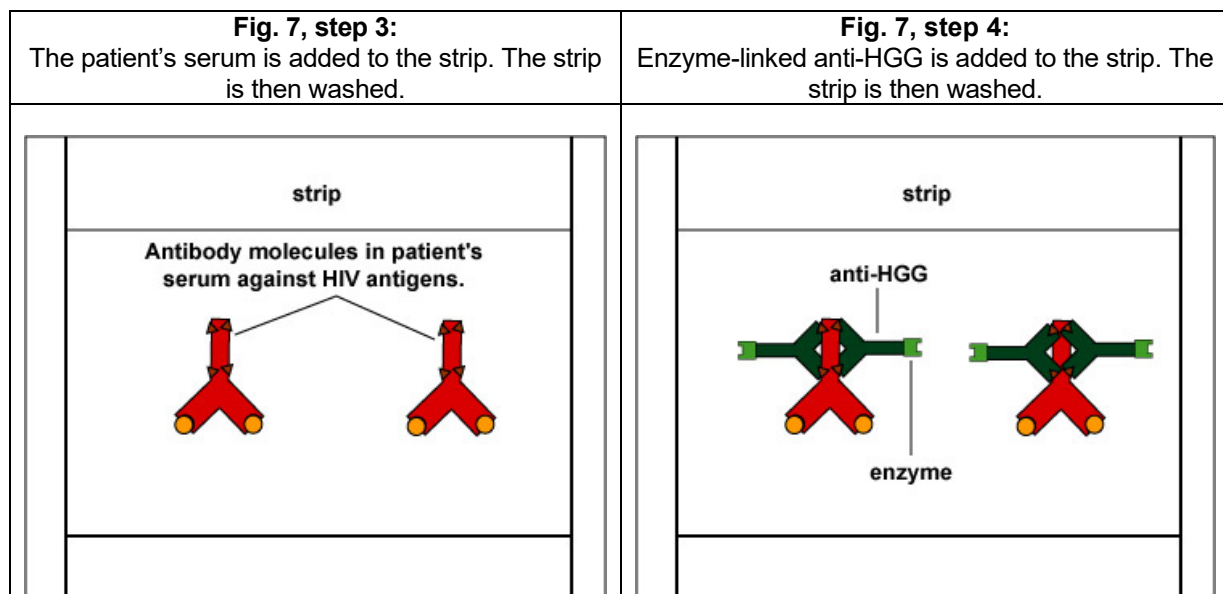 Fig. 7, step 3:
The patient's serum is added to the strip. The strip
is then washed.
Fig. 7, step 4:
Enzyme-linked anti-HGG is added to the strip. The
strip is then washed.
strip
Antibody molecules in patient's
serum against HIV antigens.
strip
anti-HGG
enzyme